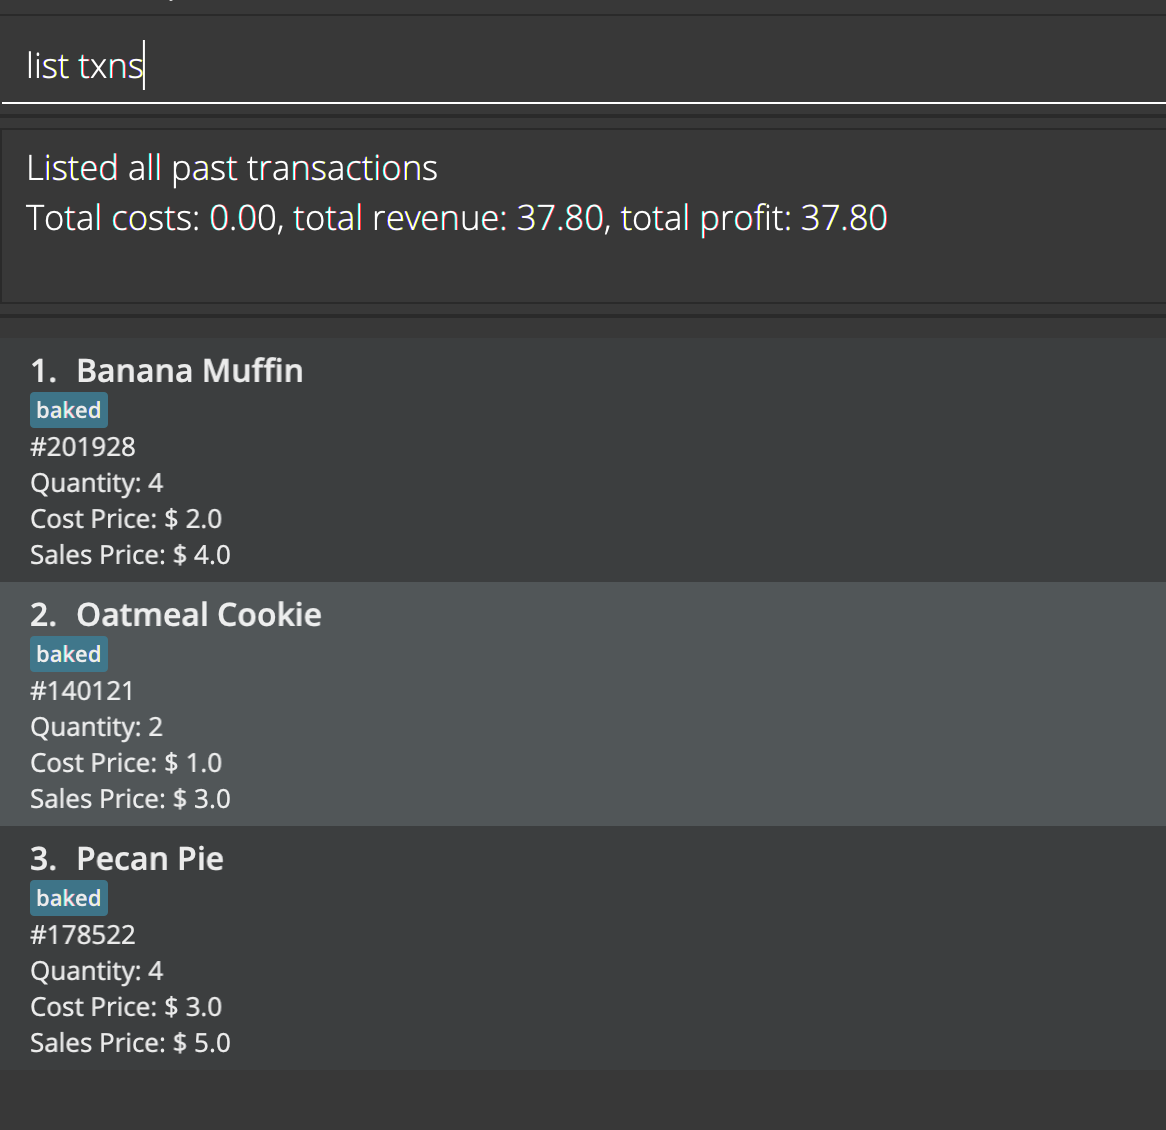 list txns
Listed all past transactions
Total costs: 0.00, total revenue: 37.80, total profit: 37.80
1. Banana Muffin
baked
#201928
Quantity: 4
Cost Price: $ 2.0
Sales Price: $ 4.0
2. Oatmeal Cookie
baked
#140121
Quantity: 2
Cost Price: $ 1.0
Sales Price: $ 3.0
3. Pecan Pie
baked
#178522
Quantity: 4
Cost Price: $ 3.0
Sales Price: $ 5.0